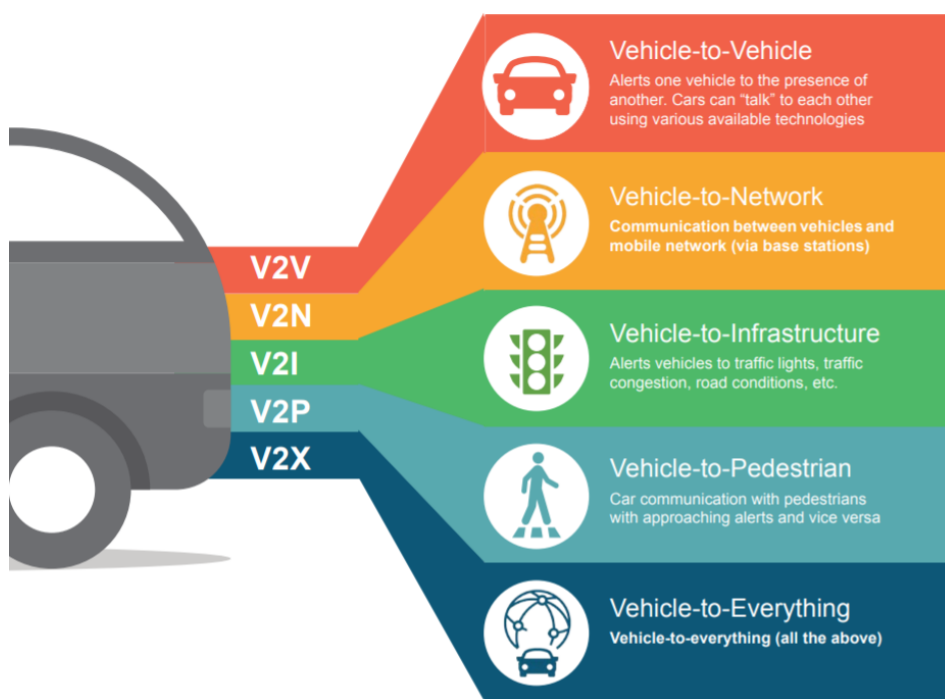 Vehicle-to-Vehicle
Alerts one vehicle to the presence of
another. Cars can “talk” to each other
using various available technologies
Vehicle-to-Network
Communication between vehicles and
mobile network (via base stations)
V2V
V2N
V2I
V2P
V2X
Vehicle-to-Infrastructure
Alerts vehicles to traffic lights, traffic
congestion, road conditions, etc.
Vehicle-to-Pedestrian
Car communication with pedestrians
with approaching alerts and vice versa
Vehicle-to-Everything
Vehicle-to-everything (all the above)